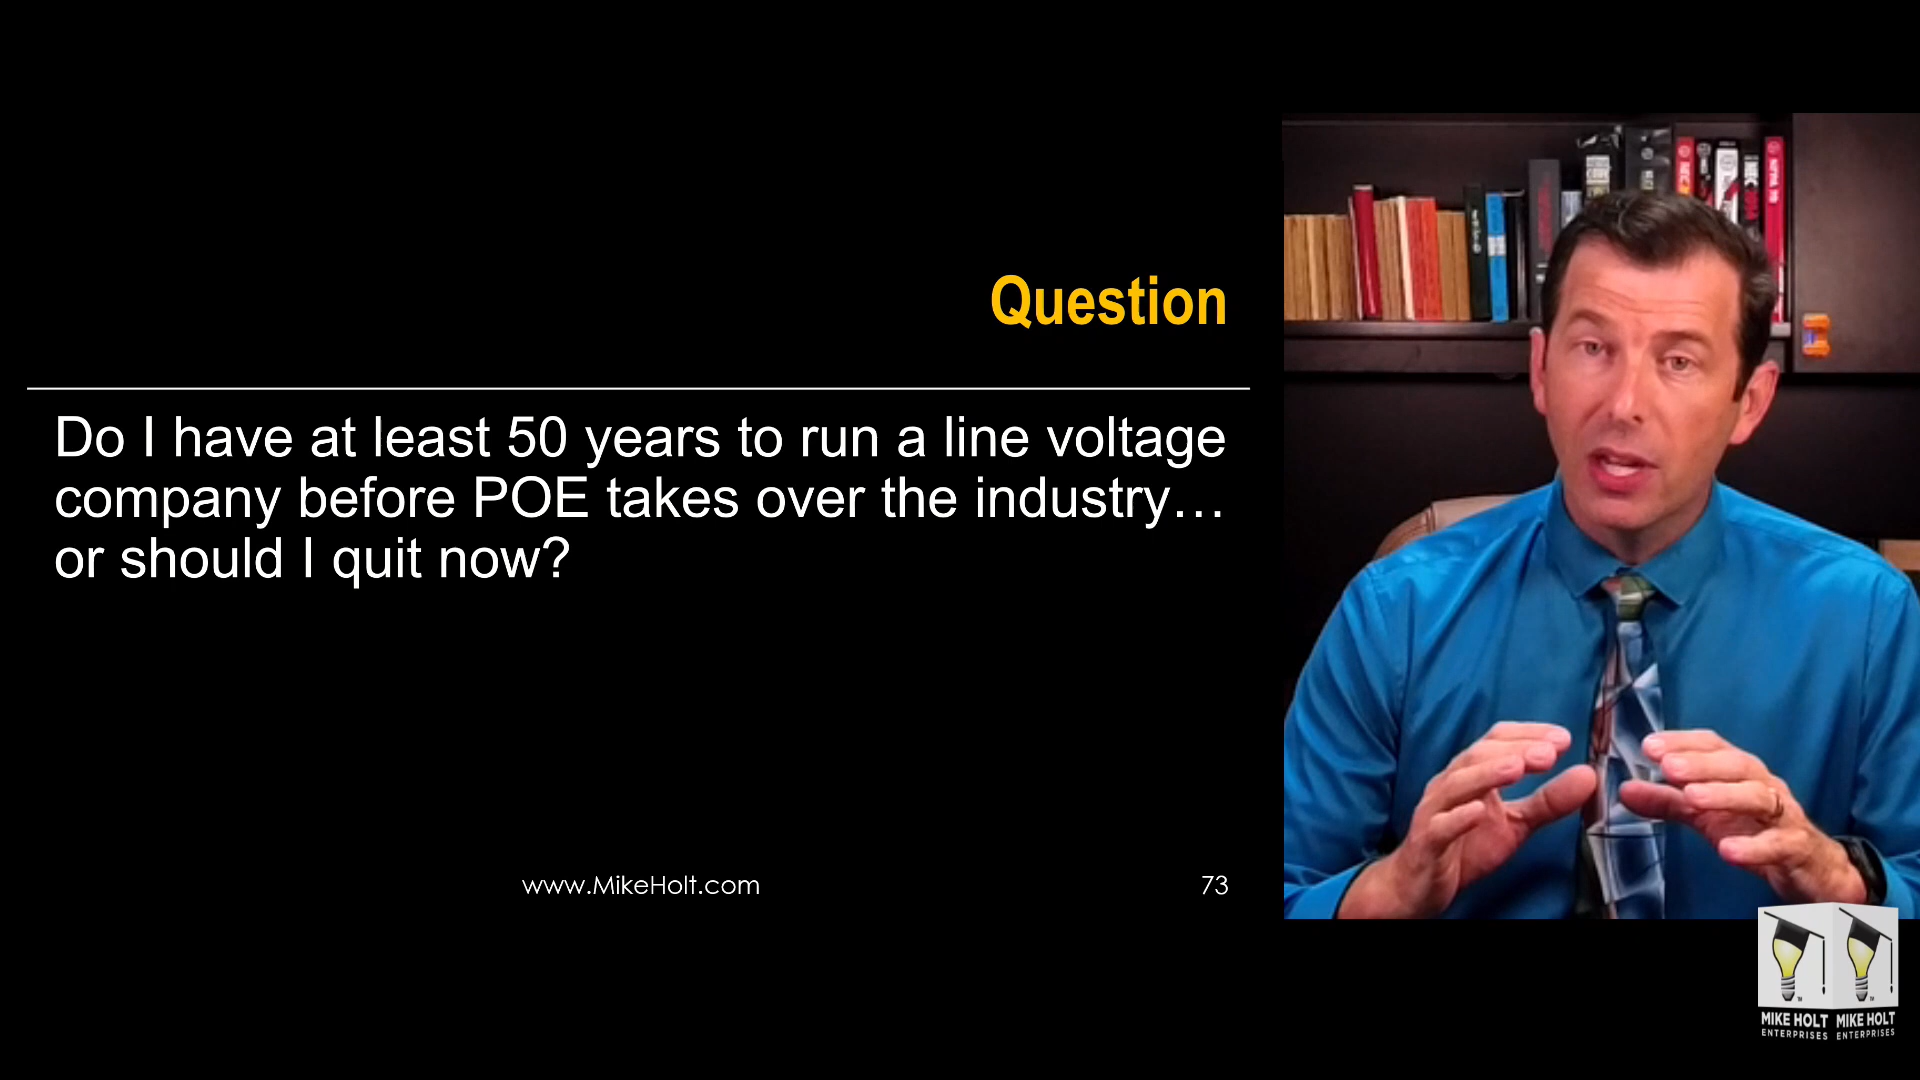 Question
Do I have at least 50 years to run a line voltage
company before POE takes over the industry…
or should I quit now?
www.MikeHolt.com
73
MIKE HOLT
ENTERPRISES
MIKE HOLT
ENTERPRISES